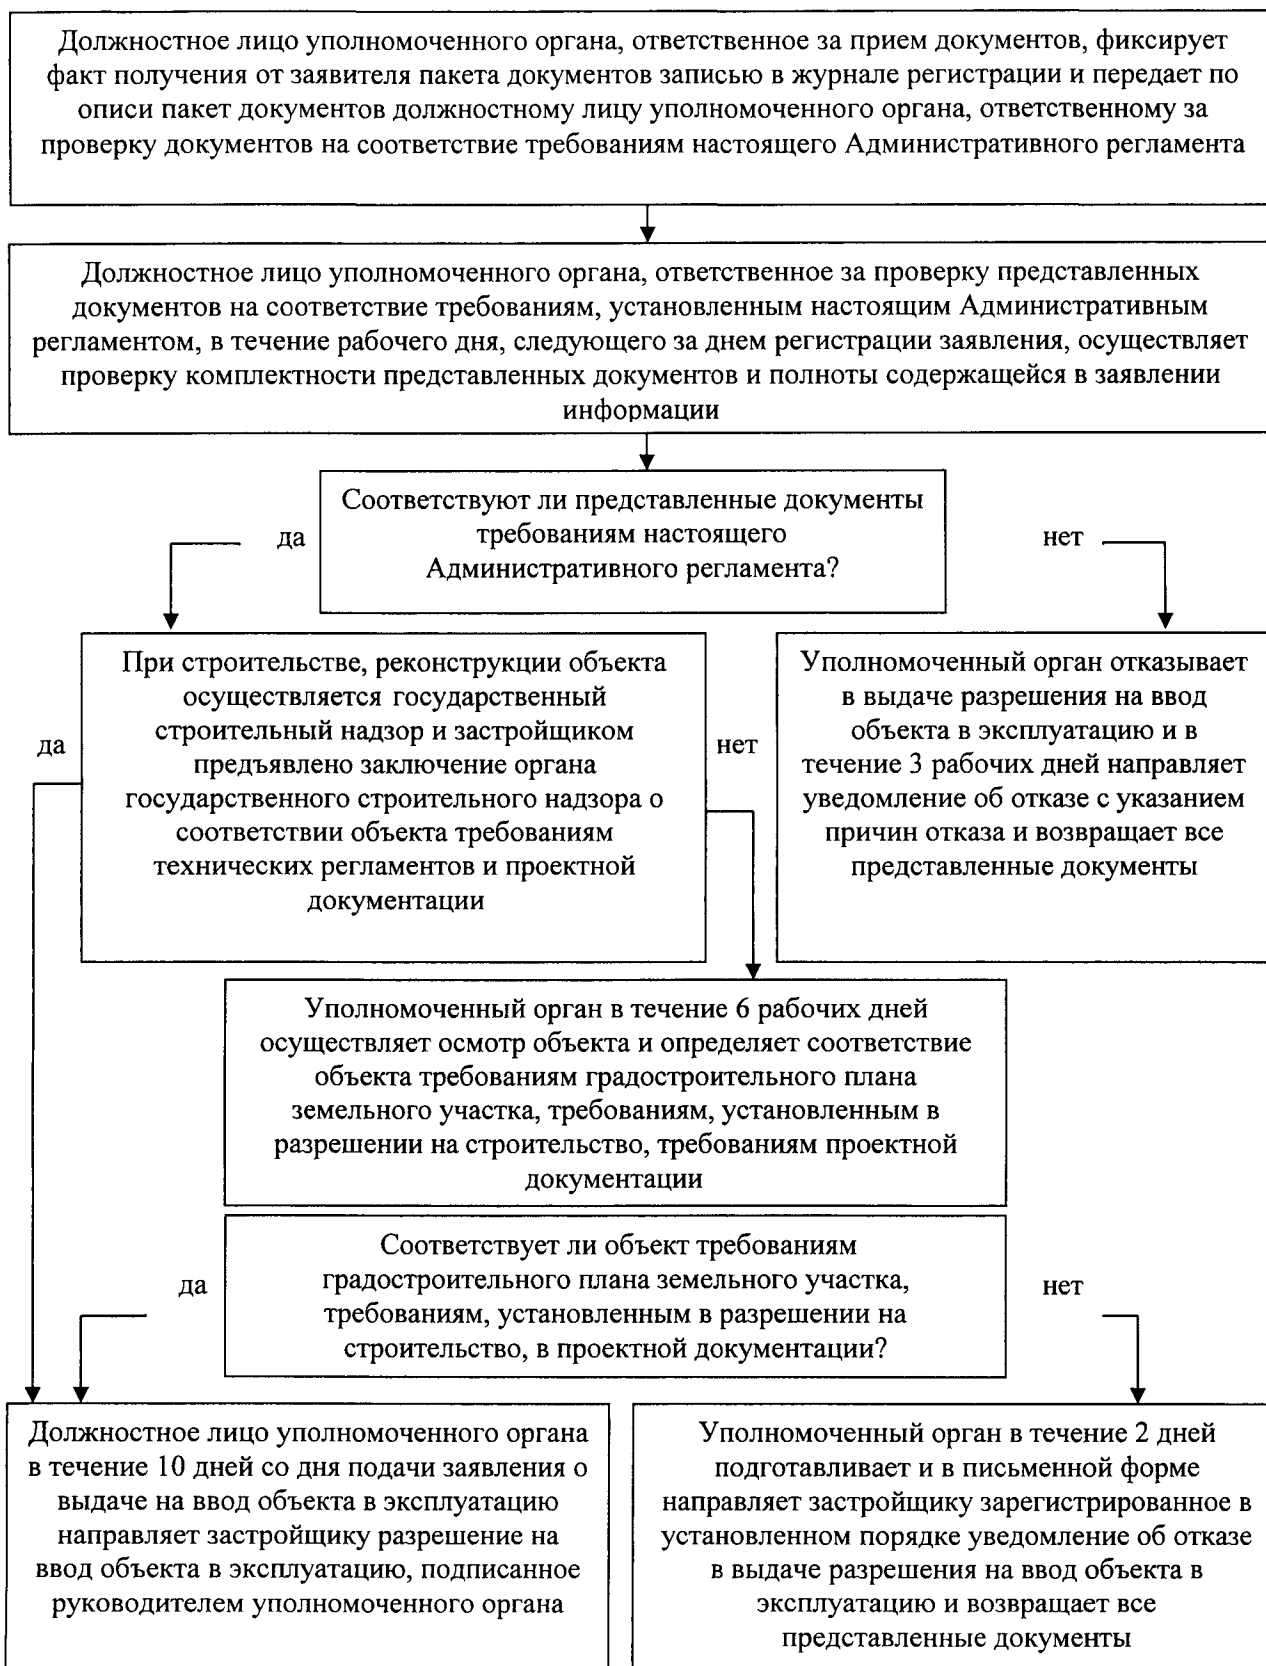 Должностное лицо уполномоченного органа, ответственное за прием документов, фиксирует
факт получения от заявителя пакета документов записью в журнале регистрации и передает по
описи пакет документов должностному лицу уполномоченного органа, ответственному за
проверку документов на соответствие требованиям настоящего Административного регламента
Должностное лицо уполномоченного органа, ответственное за проверку представленных
документов на соответствие требованиям, установленным настоящим Административным
регламентом, в течение рабочего дня, следующего за днем регистрации заявления, осуществляет
проверку комплектности представленных документов и полноты содержащейся в заявлении
информации
Соответствуют ли представленные документы
требованиям настоящего
Административного регламента?
да
нет
При строительстве, реконструкции объекта
осуществляется государственный
строительный надзор и застройщиком
предъявлено заключение органа
государственного строительного надзора о
соответствии объекта требованиям
технических регламентов и проектной
документации
да
нет
Уполномоченный орган отказывает
в выдаче разрешения на ввод
объекта в эксплуатацию и в
течение 3 рабочих дней направляет
уведомление об отказе с указанием
причин отказа и возвращает все
представленные документы
Уполномоченный орган в течение 6 рабочих дней
осуществляет осмотр объекта и определяет соответствие
объекта требованиям градостроительного плана
земельного участка, требованиям, установленным в
разрешении на строительство, требованиям проектной
документации
Соответствует ли объект требованиям
градостроительного плана земельного участка,
требованиям, установленным в разрешении на
строительство, в проектной документации?
да
нет
Должностное лицо уполномоченного органа
в течение 10 дней со дня подачи заявления о
выдаче на ввод объекта в эксплуатацию
направляет застройщику разрешение на
ввод объекта в эксплуатацию, подписанное
руководителем уполномоченного органа
Уполномоченный орган в течение 2 дней
подготавливает и в письменной форме
направляет застройщику зарегистрированное в
установленном порядке уведомление об отказе
в выдаче разрешения на ввод объекта в
эксплуатацию и возвращает все
представленные документы